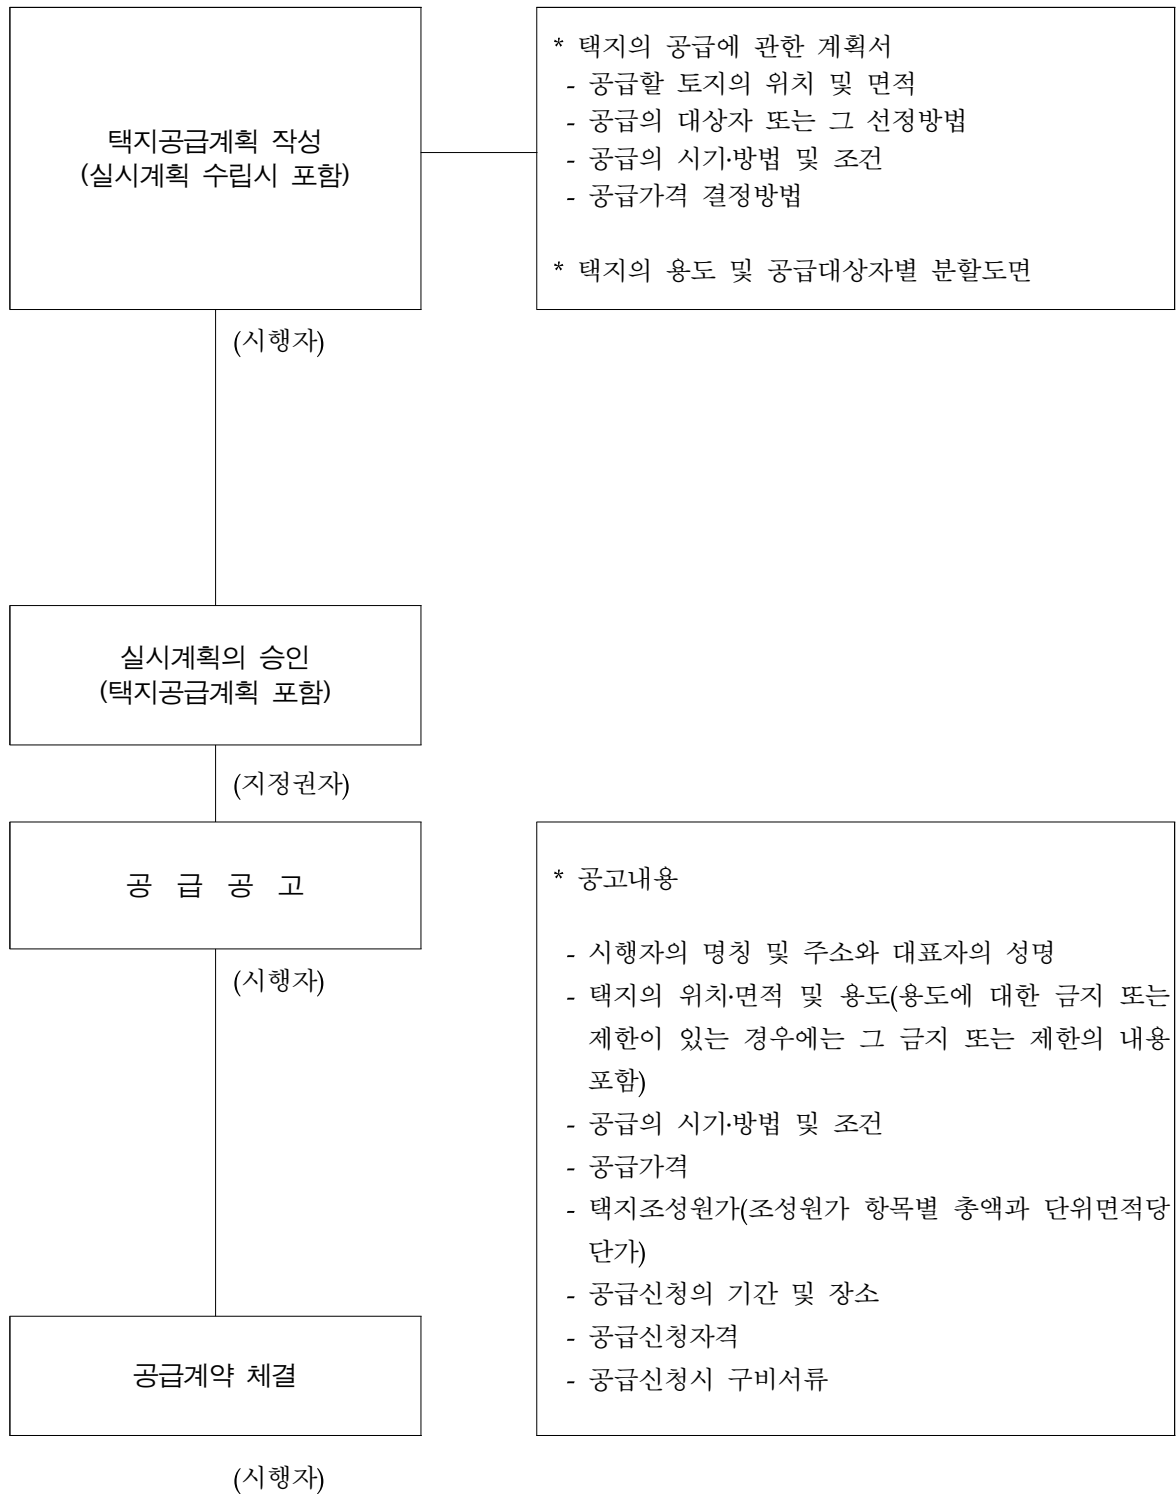 택지공급계획 작성
(실시계획 수립시 포함)
* 택지의 공급에 관한 계획서
- 공급할 토지의 위치 및 면적
- 공급의 대상자 또는 그 선정방법
- 공급의 시기·방법 및 조건
- 공급가격 결정방법
* 택지의 용도 및 공급대상자별 분할도면
(시행자)
실시계획의 승인
(택지공급계획 포함)
(지정권자)
공 급 공 고
(시행자)
* 공고내용
- 시행자의 명칭 및 주소와 대표자의 성명
- 택지의 위치·면적 및 용도(용도에 대한 금지 또는
제한이 있는 경우에는 그 금지 또는 제한의 내용
포함)
- 공급의 시기·방법 및 조건
- 공급가격
- 택지조성원가(조성원가 항목별 총액과 단위면적당
단가)
- 공급신청의 기간 및 장소
- 공급신청자격
- 공급신청시 구비서류
공급계약 체결
(시행자)